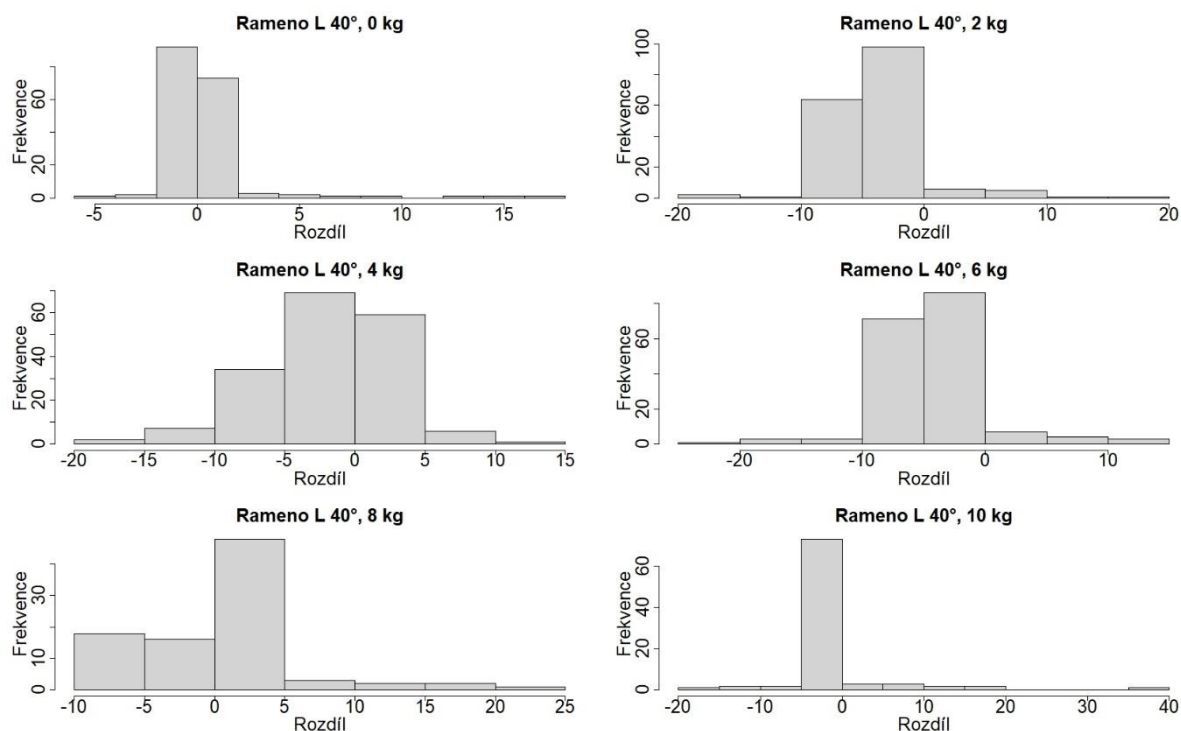 Rameno L 40°, 0 kg
Frekvence
60
20
0
-5 0 5 10 15
Rozdíl
Rameno L 40°, 2 kg
Frekvence
100
60
20
0
-20 -10 0 10 20
Rozdíl
Rameno L 40°, 4 kg
Frekvence
60
40
20
0
-20 -15 -10 -5 0 5 10 15
Rozdíl
Rameno L 40°, 6 kg
Frekvence
60
20
0
-20 -10 0 10
Rozdíl
Rameno L 40°, 8 kg
Frekvence
30
10
0
-10 -5 0 5 10 15 20 25
Rozdíl
Rameno L 40°, 10 kg
Frekvence
60
40
20
0
-20 -10 0 10 20 30 40
Rozdíl